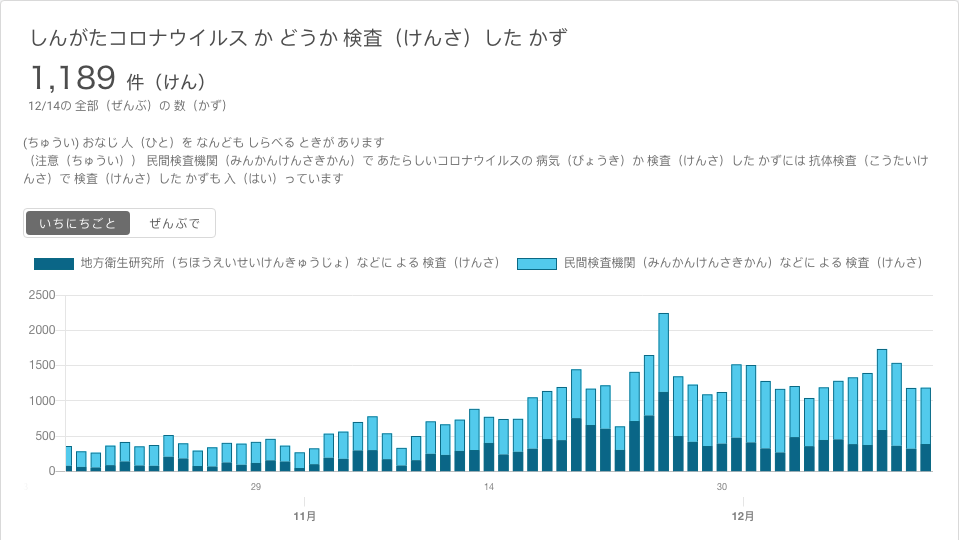 しんがたコロナウイルス か どうか 検査（けんさ）した かず
1,189 件（けん）
12/14の 全部（ぜんぶ）の 数（かず）
(ちゅうい) おなじ 人（ひと）を なんども しらべる ときが あります
（注意（ちゅうい）） 民間検査機関（みんかんけんさきかん）で あたらしいコロナウイルスの 病気（びょうき）か 検査（けんさ）した かずには 抗体検査（こうたいけ
んさ）で 検査（けんさ）した かずも 入（はい）っています
いちにちごと ぜんぶで
地方衛生研究所（ちほうえいせいけんきゅうじょ）などに よる 検査（けんさ） 民間検査機関（みんかんけんさきかん）などに よる 検査（けんさ）
2500
2000
1500
1000
500
0
29 14 30
11月 12月